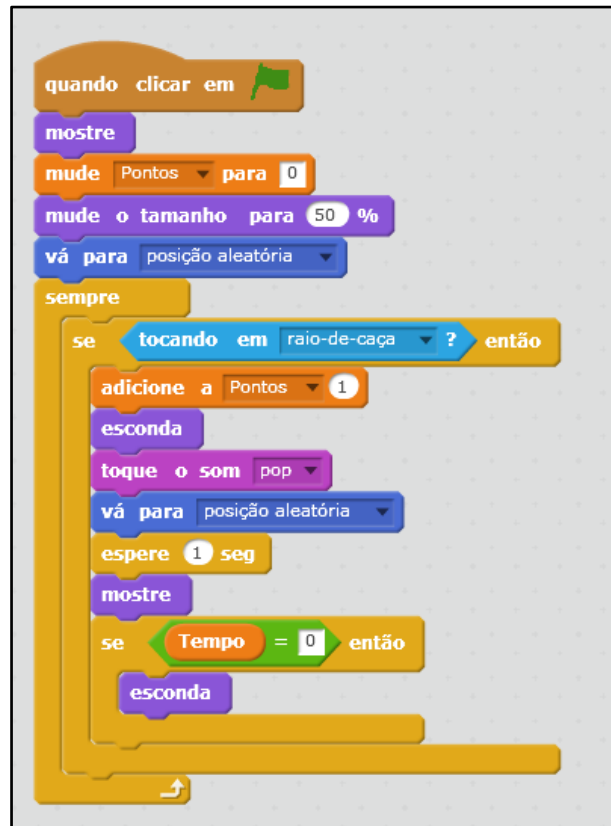 quando clicar em
mostre
mude Pontos para 0
mude o tamanho para 50 %
vá para posição aleatória
sempre
se tocando em raio-de-caça ? então
adicione a Pontos 1
esconda
toque o som pop
vá para posição aleatória
espere 1 seg
mostre
se Tempo = 0 então
esconda